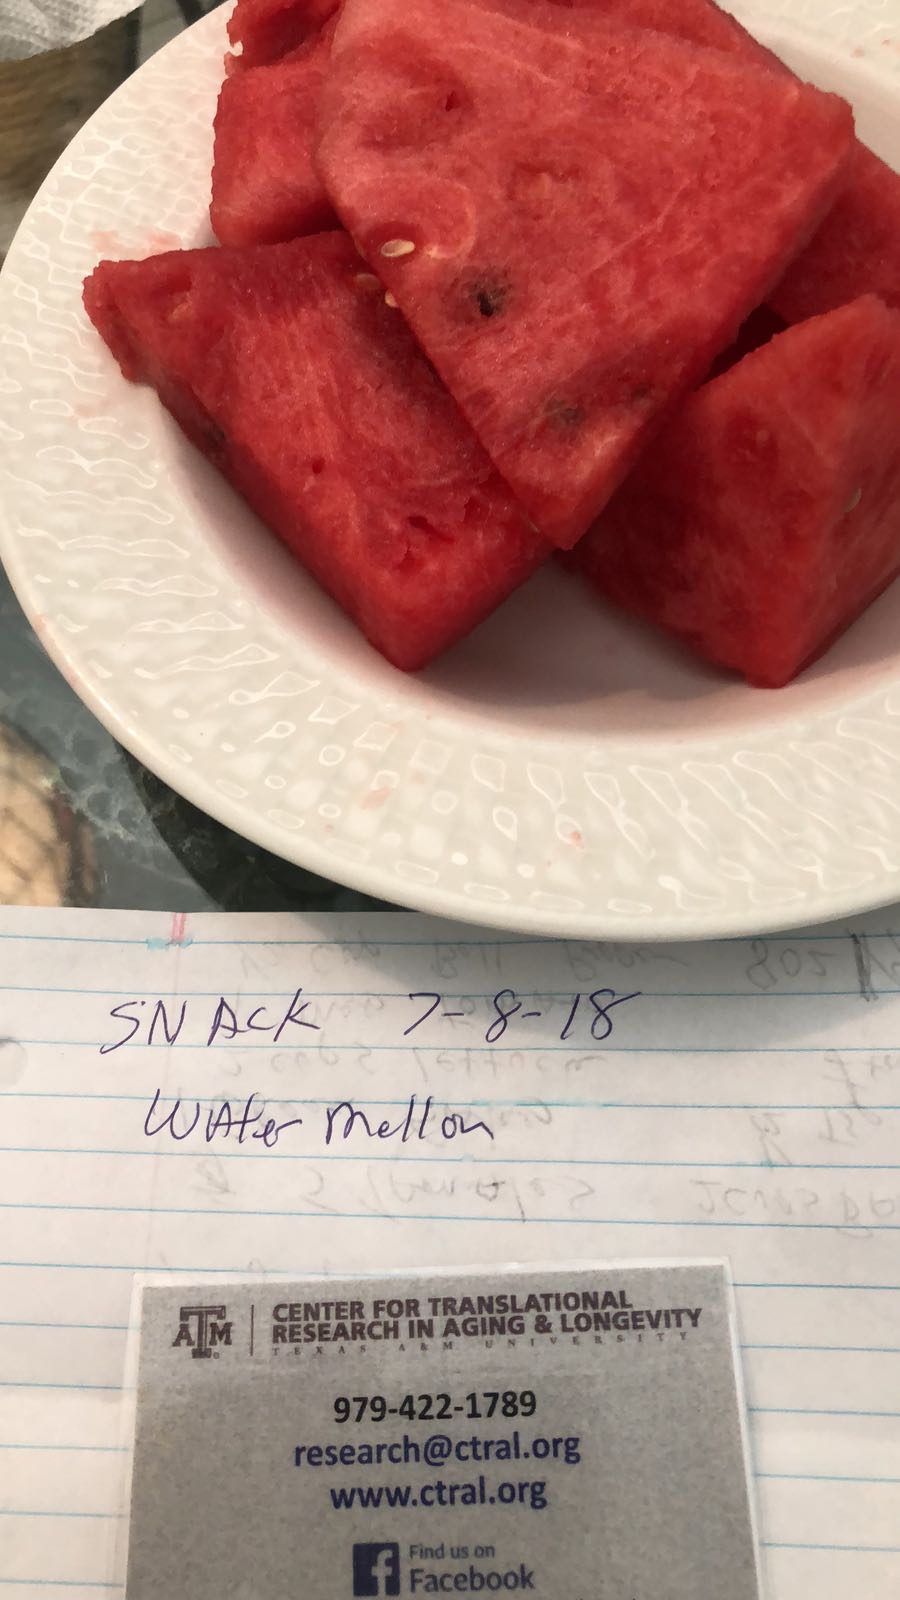 SNACK 7-8-18
Water mellon
ATM
CENTER FOR TRANSLATIONAL
RESEARCH IN AGING & LONGEVITY
TEXAS A&M UNIVERSITY
979-422-1789
research@ctral.org
www.ctral.org
Find us on
Facebook